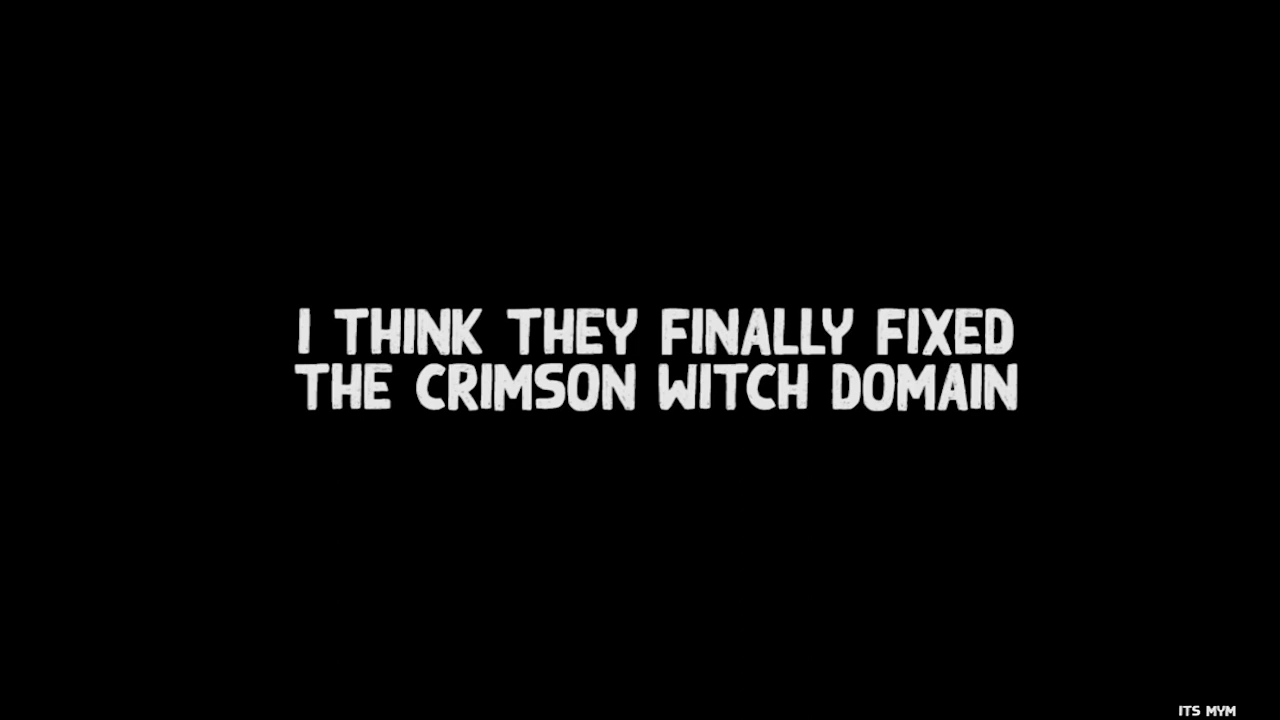 I THINK THEY FINALLY FIXED
THE CRIMSON WITCH DOMAIN
ITS MYM